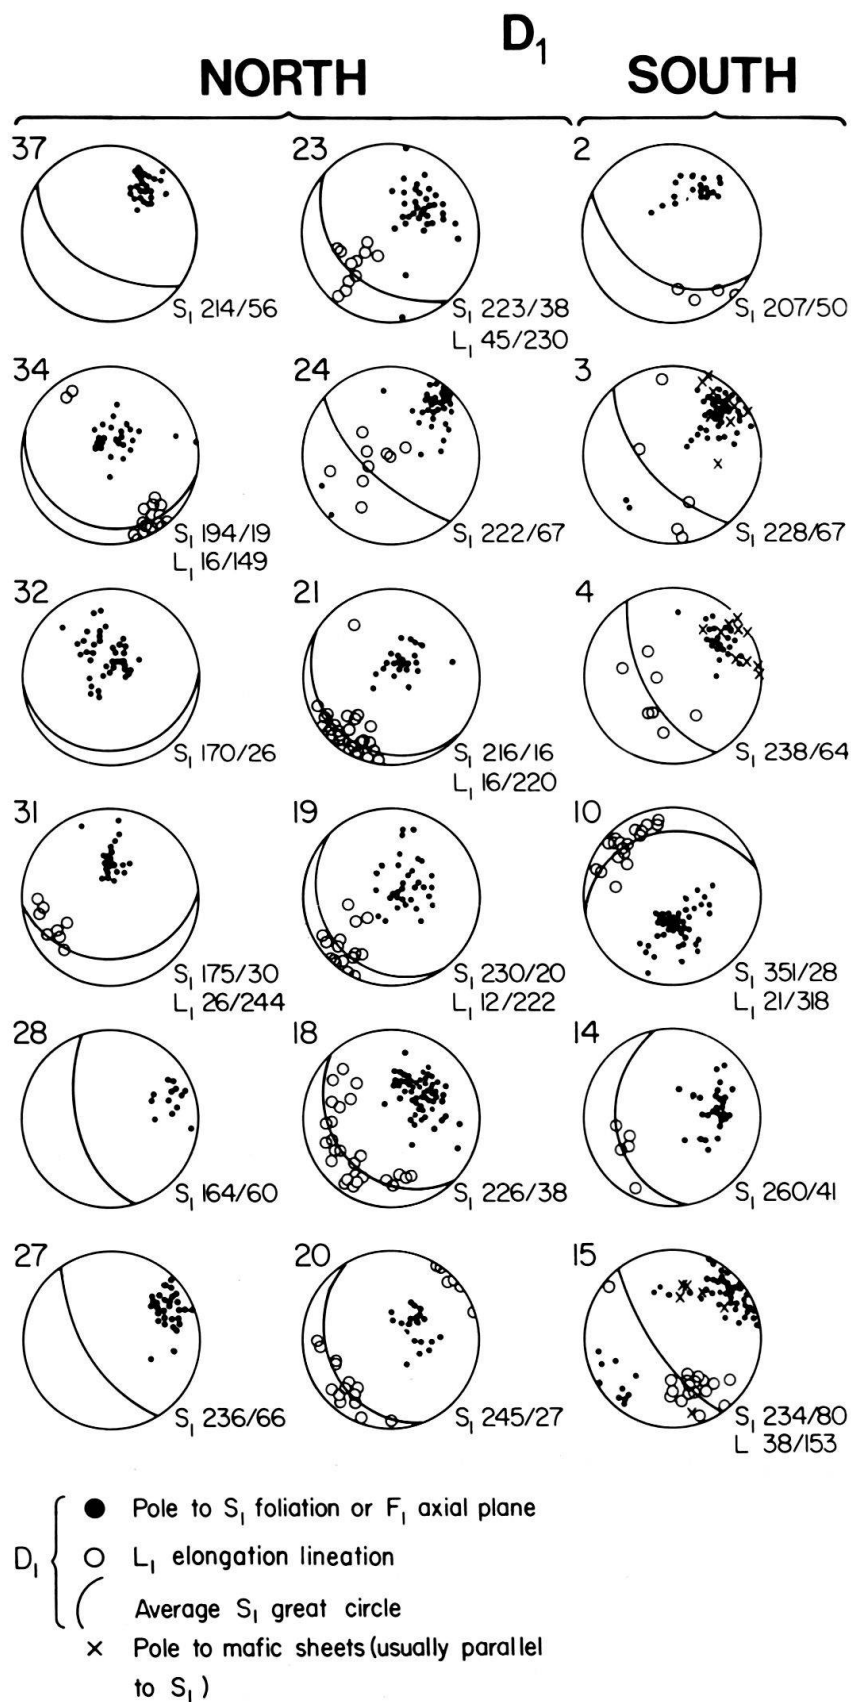 D₁
NORTH SOUTH
37 23 2
S₁ 214/56 S₁ 223/38 S₁ 207/50
L₁ 45/230
34 24 3
S₁ 194/19 S₁ 222/67 S₁ 228/67
L₁ 16/149
32 21 4
S₁ 170/26 S₁ 216/16 S₁ 238/64
L₁ 16/220
31 19 10
S₁ 175/30 S₁ 230/20 S₁ 351/28
L₁ 26/244 L₁ 12/222 L₁ 21/318
28 18 14
S₁ 164/60 S₁ 226/38 S₁ 260/41
27 20 15
S₁ 236/66 S₁ 245/27 S₁ 234/80
L 38/153
Pole to S₁ foliation or F₁ axial plane
D₁ L₁ elongation lineation
Average S₁ great circle
× Pole to mafic sheets (usually parallel
to S₁)